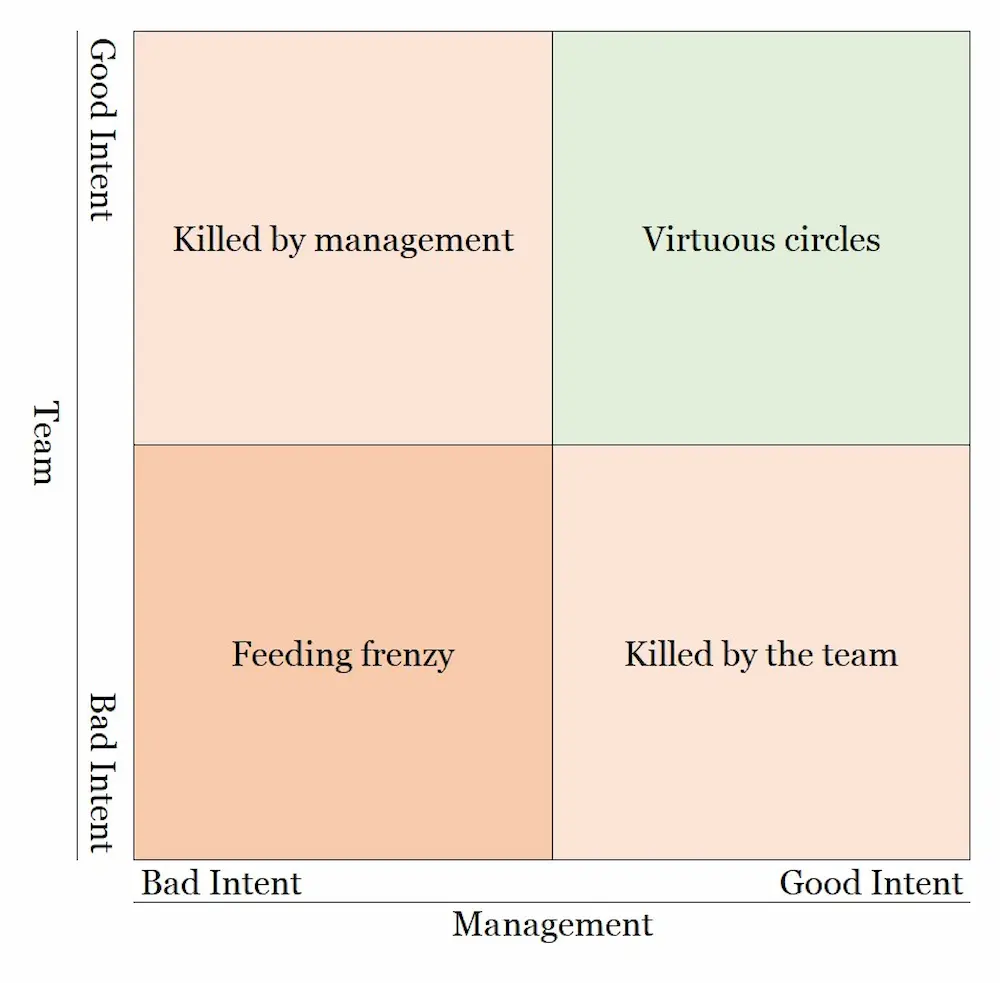 Good Intent
Killed by management
Virtuous circles
Team
Bad Intent
Feeding frenzy
Killed by the team
Bad Intent
Good Intent
Management